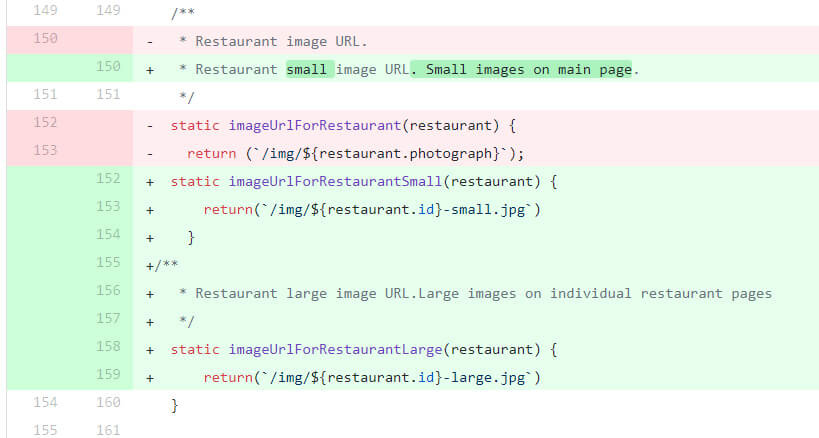 149 149 /**
150 - * Restaurant image URL.
150 + * Restaurant small image URL. Small images on main page.
151 151 */
152 - static imageUrlForRestaurant(restaurant) {
153 - return (`/img/${restaurant.photograph}`);
152 + static imageUrlForRestaurantSmall(restaurant) {
153 + return(`/img/${restaurant.id}-small.jpg`)
154 + }
155 +/**
156 + * Restaurant large image URL.Large images on individual restaurant pages
157 + */
158 + static imageUrlForRestaurantLarge(restaurant) {
159 + return(`/img/${restaurant.id}-large.jpg`)
154 160 }
155 161